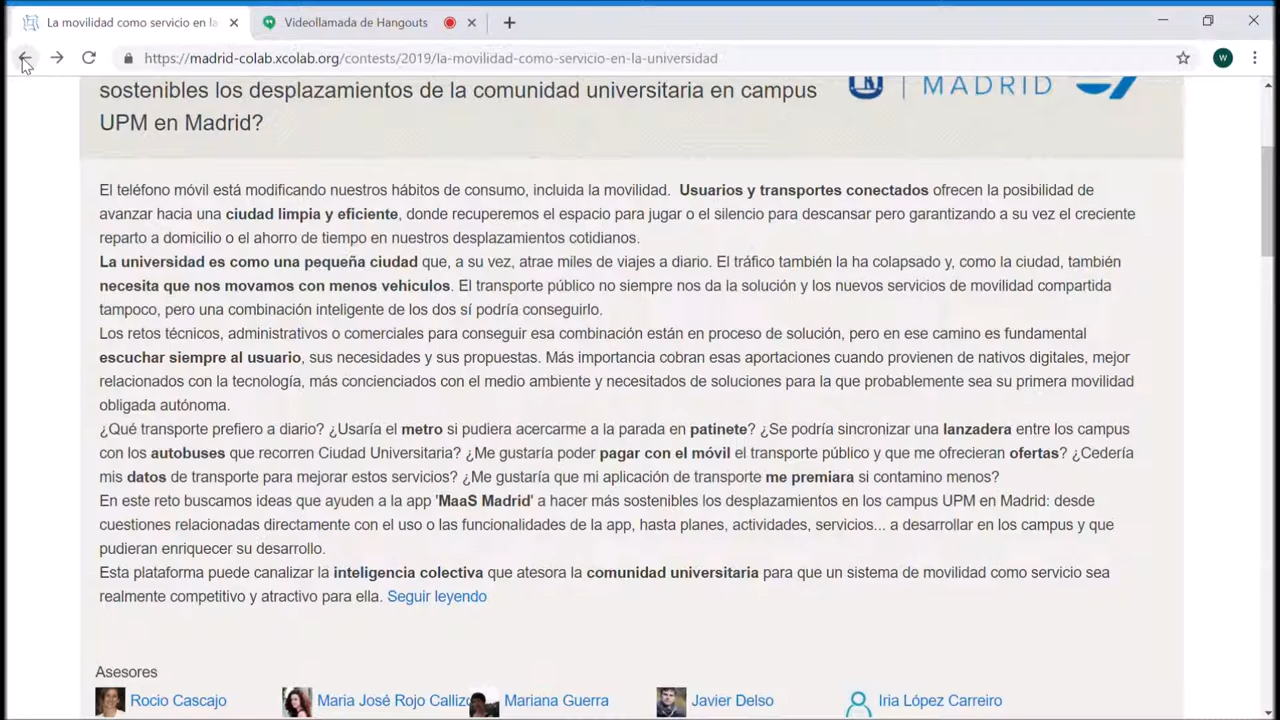 La movilidad como servicio en la
Videollamada de Hangouts
https://madrid-colab.xcolab.org/contests/2019/la-movilidad-como-servicio-en-la-universidad
W
sostenibles los desplazamientos de la comunidad universitaria en campus
UPM en Madrid?
MADRID
El teléfono móvil está modificando nuestros hábitos de consumo, incluida la movilidad. Usuarios y transportes conectados ofrecen la posibilidad de
avanzar hacia una ciudad limpia y eficiente, donde recuperemos el espacio para jugar o el silencio para descansar pero garantizando a su vez el creciente
reparto a domicilio o el ahorro de tiempo en nuestros desplazamientos cotidianos.
La universidad es como una pequeña ciudad que, a su vez, atrae miles de viajes a diario. El tráfico también la ha colapsado y, como la ciudad, también
necesita que nos movamos con menos vehiculos. El transporte público no siempre nos da la solución y los nuevos servicios de movilidad compartida
tampoco, pero una combinación inteligente de los dos sí podría conseguirlo.
Los retos técnicos, administrativos o comerciales para conseguir esa combinación están en proceso de solución, pero en ese camino es fundamental
escuchar siempre al usuario, sus necesidades y sus propuestas. Más importancia cobran esas aportaciones cuando provienen de nativos digitales, mejor
relacionados con la tecnología, más concienciados con el medio ambiente y necesitados de soluciones para la que probablemente sea su primera movilidad
obligada autónoma.
¿Qué transporte prefiero a diario? ¿Usaría el metro si pudiera acercarme a la parada en patinete? ¿Se podría sincronizar una lanzadera entre los campus
con los autobuses que recorren Ciudad Universitaria? ¿Me gustaría poder pagar con el móvil el transporte público y que me ofrecieran ofertas? ¿Cedería
mis datos de transporte para mejorar estos servicios? ¿Me gustaría que mi aplicación de transporte me premiara si contamino menos?
En este reto buscamos ideas que ayuden a la app 'MaaS Madrid' a hacer más sostenibles los desplazamientos en los campus UPM en Madrid: desde
cuestiones relacionadas directamente con el uso o las funcionalidades de la app, hasta planes, actividades, servicios... a desarrollar en los campus y que
pudieran enriquecer su desarrollo.
Esta plataforma puede canalizar la inteligencia colectiva que atesora la comunidad universitaria para que un sistema de movilidad como servicio sea
realmente competitivo y atractivo para ella. Seguir leyendo
Asesores
Rocio Cascajo Maria José Rojo Callizo Mariana Guerra Javier Delso Iria López Carreiro